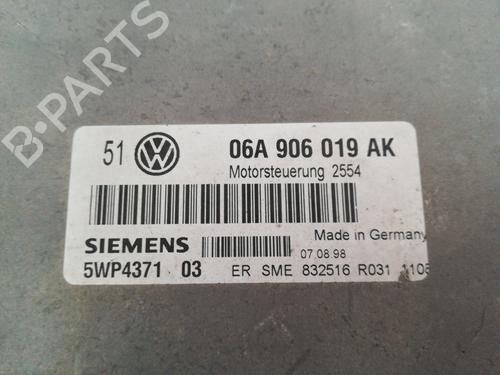 51 VW 06A 906 019 AK
Motorsteuerung 2554
SIEMENS
Made in Germany
07.08.98
5WP4371 03 ER SME 832516 R031
B-PARTS